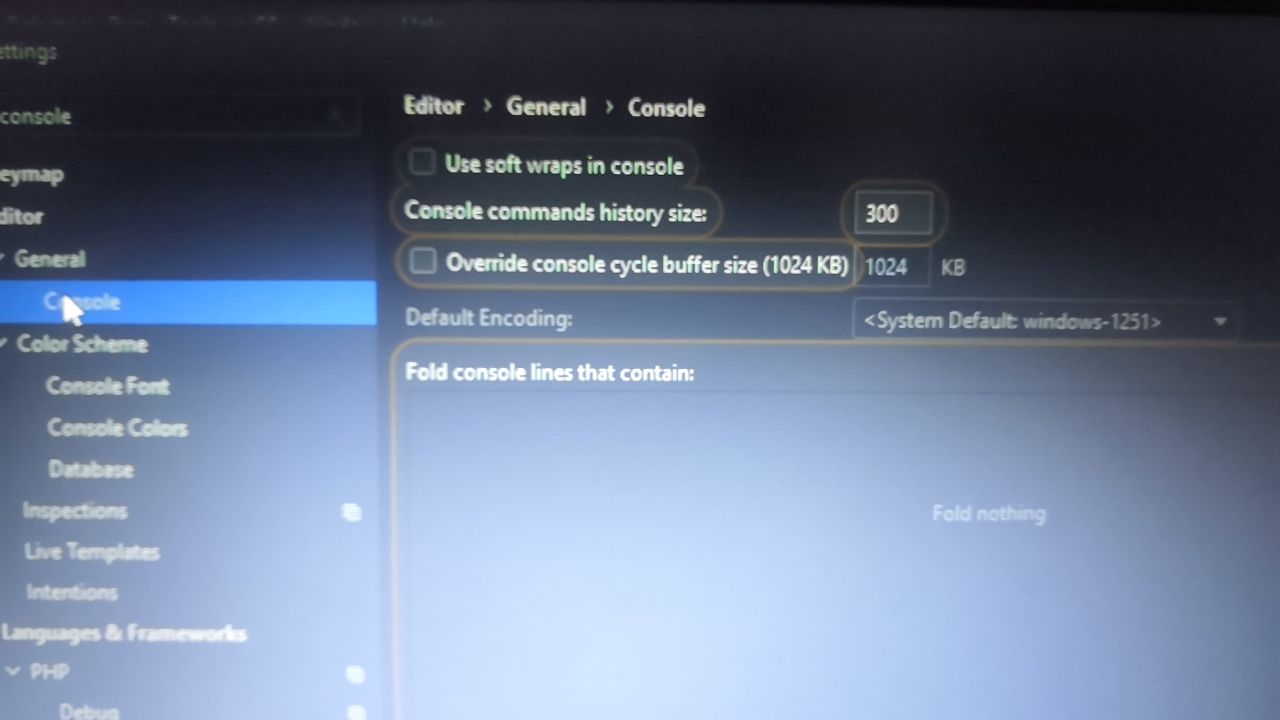 ettings
console
eymap
ditor
General
Console
Color Scheme
Console Font
Console Colors
Database
Inspections
Live Templates
Intentions
Languages & Frameworks
PHP
Debug
Editor › General › Console
Use soft wraps in console
Console commands history size: 300
Override console cycle buffer size (1024 KB) 1024 KB
Default Encoding: <System Default: windows-1251>
Fold console lines that contain:
Fold nothing